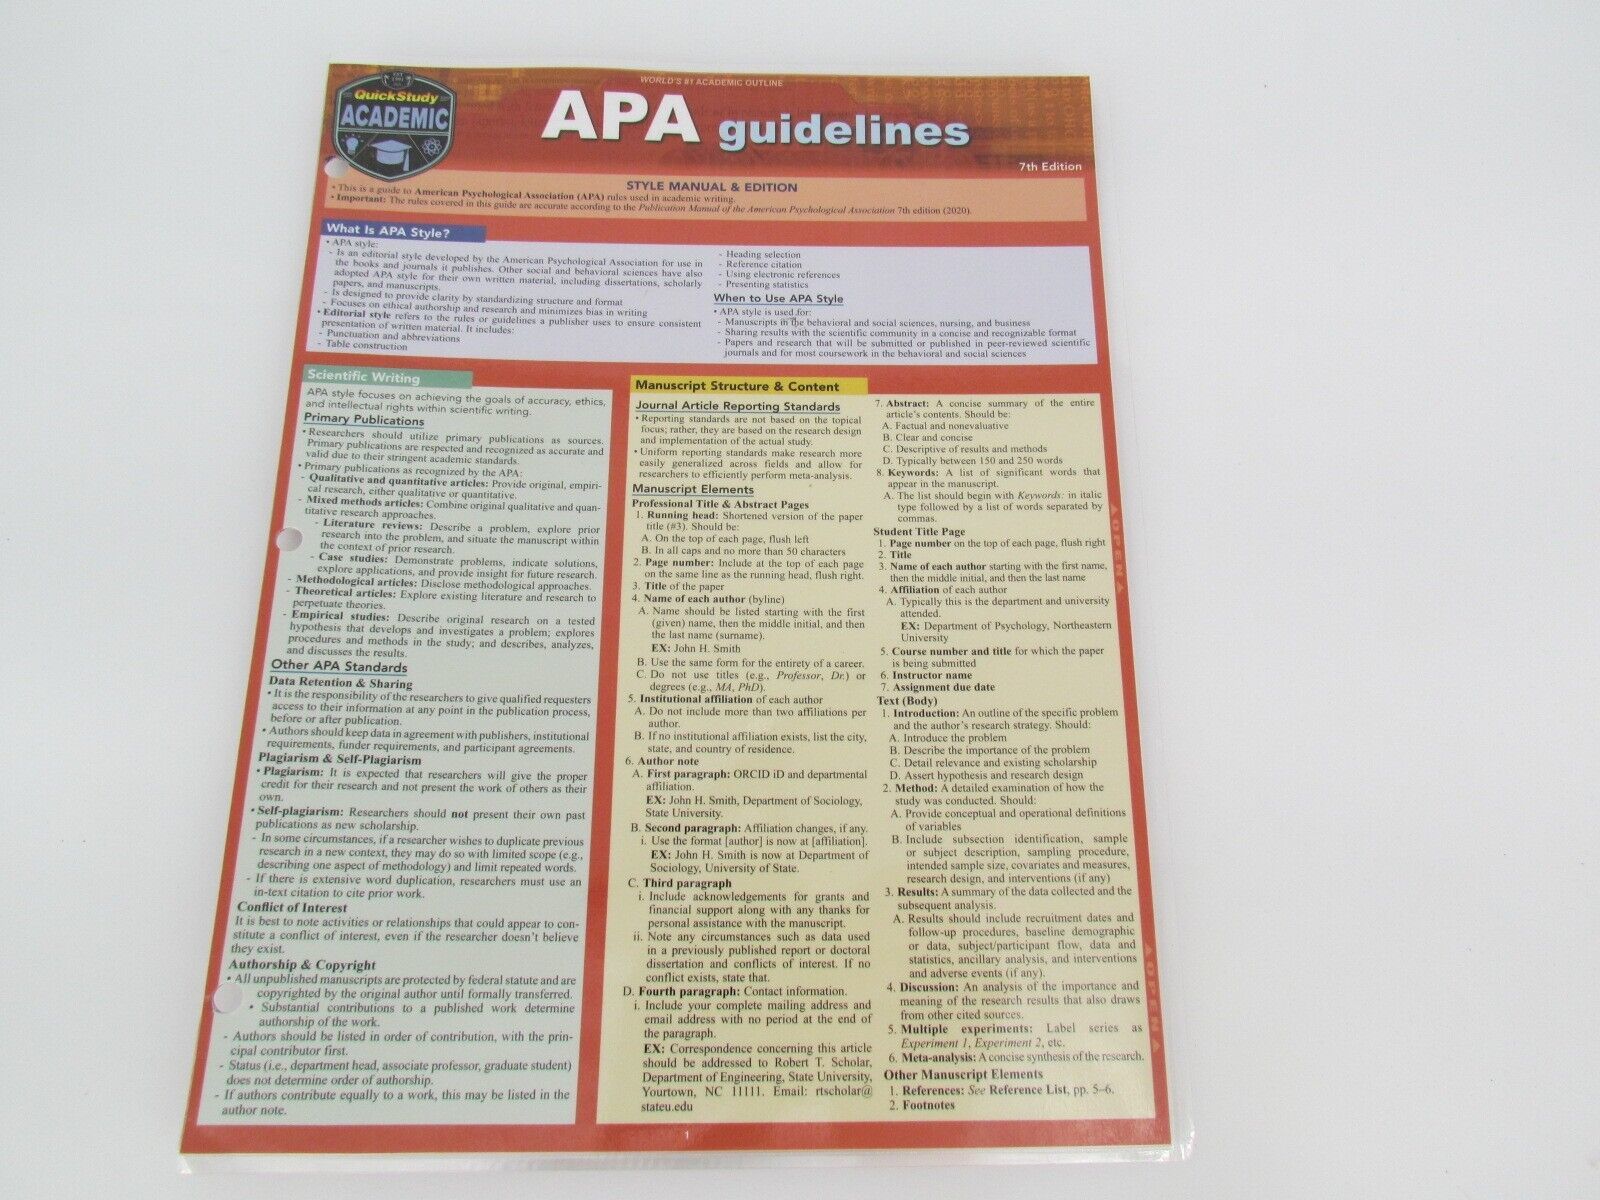 EST 1991
QuickStudy
ACADEMIC
WORLD'S #1 ACADEMIC OUTLINE
APA guidelines
7th Edition
STYLE MANUAL & EDITION
• This is a guide to American Psychological Association (APA) rules used in academic writing.
• Important: The rules covered in this guide are accurate according to the Publication Manual of the American Psychological Association 7th edition (2020).
What Is APA Style?
• APA style:
- Is an editorial style developed by the American Psychological Association for use in
the books and journals it publishes. Other social and behavioral sciences have also
adopted APA style for their own written material, including dissertations, scholarly
papers, and manuscripts.
- Is designed to provide clarity by standardizing structure and format
- Focuses on ethical authorship and research and minimizes bias in writing
• Editorial style refers to the rules or guidelines a publisher uses to ensure consistent
presentation of written material. It includes:
- Punctuation and abbreviations
- Table construction
- Heading selection
- Reference citation
- Using electronic references
- Presenting statistics
When to Use APA Style
• APA style is used for:
- Manuscripts in the behavioral and social sciences, nursing, and business
- Sharing results with the scientific community in a concise and recognizable format
- Papers and research that will be submitted or published in peer-reviewed scientific
journals and for most coursework in the behavioral and social sciences
Scientific Writing
APA style focuses on achieving the goals of accuracy, ethics,
and intellectual rights within scientific writing.
Primary Publications
• Researchers should utilize primary publications as sources.
Primary publications are respected and recognized as accurate and
valid due to their stringent academic standards.
• Primary publications as recognized by the APA:
- Qualitative and quantitative articles: Provide original, empiri-
cal research, either qualitative or quantitative.
- Mixed methods articles: Combine original qualitative and quan-
titative research approaches.
- Literature reviews: Describe a problem, explore prior
research into the problem, and situate the manuscript within
the context of prior research.
- Case studies: Demonstrate problems, indicate solutions,
explore applications, and provide insight for future research.
- Methodological articles: Disclose methodological approaches.
- Theoretical articles: Explore existing literature and research to
perpetuate theories.
- Empirical studies: Describe original research on a tested
hypothesis that develops and investigates a problem; explores
procedures and methods in the study; and describes, analyzes,
and discusses the results.
Other APA Standards
Data Retention & Sharing
• It is the responsibility of the researchers to give qualified requesters
access to their information at any point in the publication process,
before or after publication.
• Authors should keep data in agreement with publishers, institutional
requirements, funder requirements, and participant agreements.
Plagiarism & Self-Plagiarism
• Plagiarism: It is expected that researchers will give the proper
credit for their research and not present the work of others as their
own.
• Self-plagiarism: Researchers should not present their own past
publications as new scholarship.
- In some circumstances, if a researcher wishes to duplicate previous
research in a new context, they may do so with limited scope (e.g.,
describing one aspect of methodology) and limit repeated words.
- If there is extensive word duplication, researchers must use an
in-text citation to cite prior work.
Conflict of Interest
It is best to note activities or relationships that could appear to con-
stitute a conflict of interest, even if the researcher doesn't believe
they exist.
Authorship & Copyright
• All unpublished manuscripts are protected by federal statute and are
copyrighted by the original author until formally transferred.
• Substantial contributions to a published work determine
authorship of the work.
- Authors should be listed in order of contribution, with the prin-
cipal contributor first.
- Status (i.e., department head, associate professor, graduate student)
does not determine order of authorship.
- If authors contribute equally to a work, this may be listed in the
author note.
Manuscript Structure & Content
Journal Article Reporting Standards
• Reporting standards are not based on the topical
focus; rather, they are based on the research design
and implementation of the actual study.
• Uniform reporting standards make research more
easily generalized across fields and allow for
researchers to efficiently perform meta-analysis.
Manuscript Elements
Professional Title & Abstract Pages
1. Running head: Shortened version of the paper
title (#3). Should be:
A. On the top of each page, flush left
B. In all caps and no more than 50 characters
2. Page number: Include at the top of each page
on the same line as the running head, flush right.
3. Title of the paper
4. Name of each author (byline)
A. Name should be listed starting with the first
(given) name, then the middle initial, and then
the last name (surname).
EX: John H. Smith
B. Use the same form for the entirety of a career.
C. Do not use titles (e.g., Professor, Dr.) or
degrees (e.g., MA, PhD).
5. Institutional affiliation of each author
A. Do not include more than two affiliations per
author.
B. If no institutional affiliation exists, list the city,
state, and country of residence.
6. Author note
A. First paragraph: ORCID iD and departmental
affiliation.
EX: John H. Smith, Department of Sociology,
State University.
B. Second paragraph: Affiliation changes, if any.
i. Use the format [author] is now at [affiliation].
EX: John H. Smith is now at Department of
Sociology, University of State.
C. Third paragraph
i. Include acknowledgements for grants and
financial support along with any thanks for
personal assistance with the manuscript.
ii. Note any circumstances such as data used
in a previously published report or doctoral
dissertation and conflicts of interest. If no
conflict exists, state that.
D. Fourth paragraph: Contact information.
i. Include your complete mailing address and
email address with no period at the end of
the paragraph.
EX: Correspondence concerning this article
should be addressed to Robert T. Scholar,
Department of Engineering, State University,
Yourtown, NC 11111. Email: rtscholar@
stateu.edu
7. Abstract: A concise summary of the entire
article's contents. Should be:
A. Factual and nonevaluative
B. Clear and concise
C. Descriptive of results and methods
D. Typically between 150 and 250 words
8. Keywords: A list of significant words that
appear in the manuscript.
A. The list should begin with Keywords: in italic
type followed by a list of words separated by
commas.
Student Title Page
1. Page number on the top of each page, flush right
2. Title
3. Name of each author starting with the first name,
then the middle initial, and then the last name
4. Affiliation of each author
A. Typically this is the department and university
attended.
EX: Department of Psychology, Northeastern
University
5. Course number and title for which the paper
is being submitted
6. Instructor name
7. Assignment due date
Text (Body)
1. Introduction: An outline of the specific problem
and the author's research strategy. Should:
A. Introduce the problem
B. Describe the importance of the problem
C. Detail relevance and existing scholarship
D. Assert hypothesis and research design
2. Method: A detailed examination of how the
study was conducted. Should:
A. Provide conceptual and operational definitions
of variables
B. Include subsection identification, sample
or subject description, sampling procedure,
intended sample size, covariates and measures,
research design, and interventions (if any)
3. Results: A summary of the data collected and the
subsequent analysis.
A. Results should include recruitment dates and
follow-up procedures, baseline demographic
or data, subject/participant flow, data and
statistics, ancillary analysis, and interventions
and adverse events (if any).
4. Discussion: An analysis of the importance and
meaning of the research results that also draws
from other cited sources.
5. Multiple experiments: Label series as
Experiment 1, Experiment 2, etc.
6. Meta-analysis: A concise synthesis of the research.
Other Manuscript Elements
1. References: See Reference List, pp. 5–6.
2. Footnotes
OPEN
OPEN
1